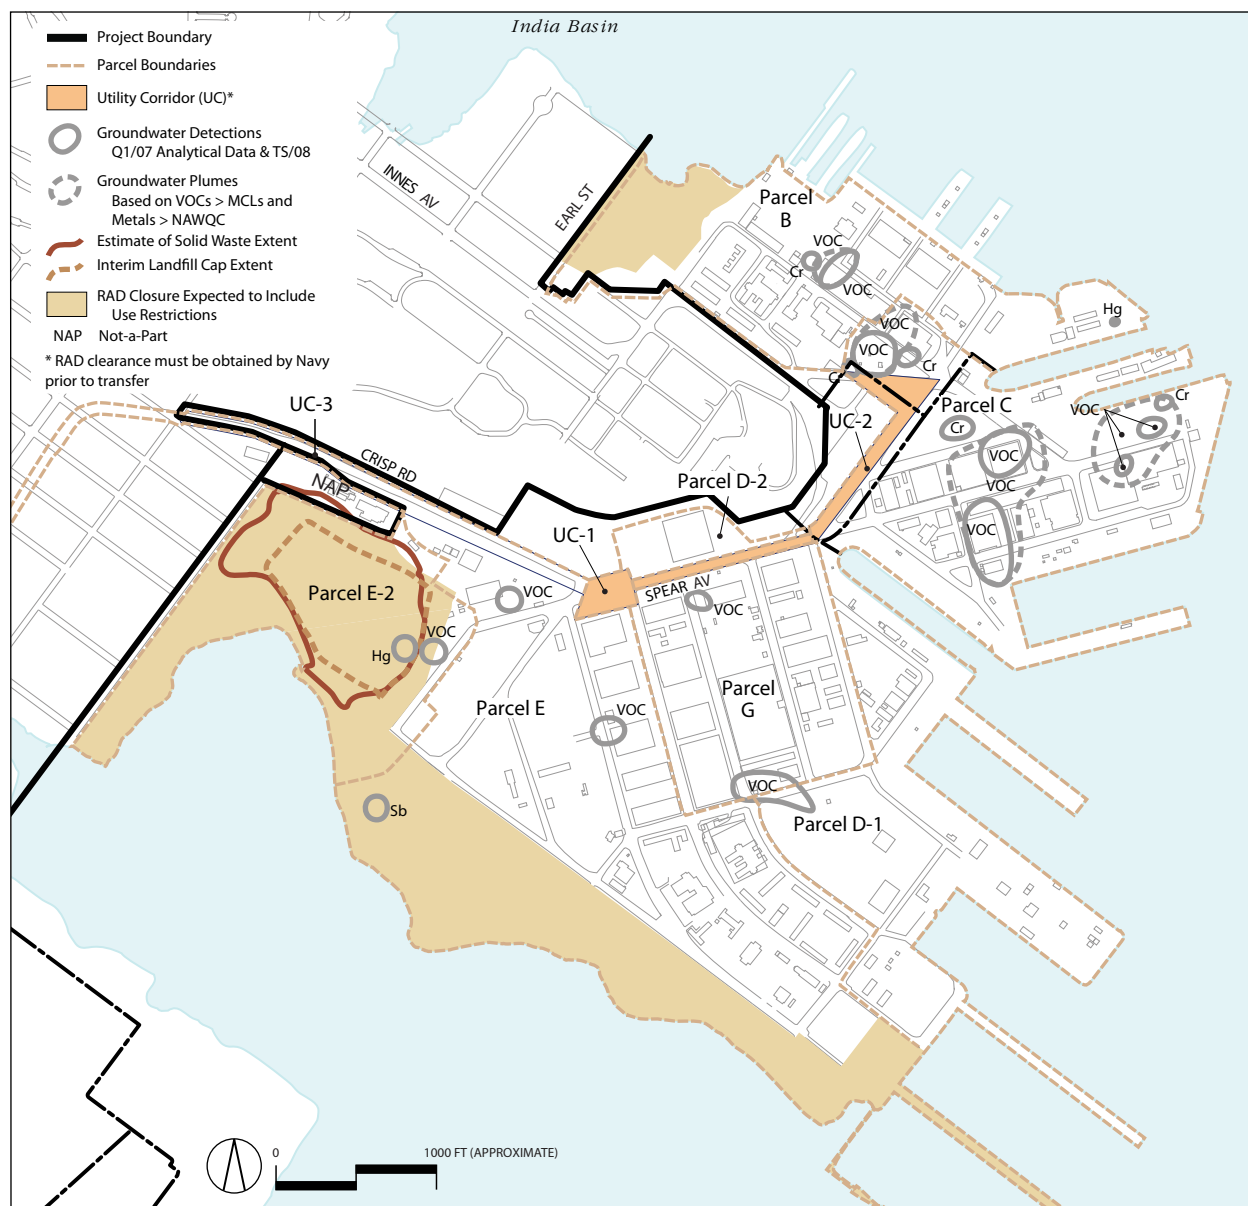 India Basin
Project Boundary
Parcel Boundaries
Utility Corridor (UC)*
Groundwater Detections
Q1/07 Analytical Data & TS/08
Groundwater Plumes
Based on VOCs > MCLs and
Metals > NAWQC
Estimate of Solid Waste Extent
Interim Landfill Cap Extent
RAD Closure Expected to Include
Use Restrictions
NAP Not-a-Part
* RAD clearance must be obtained by Navy
prior to transfer
INNES AV
EARL ST
Parcel
B
VOC
Cr
VOC
VOC
VOC
Cr
Cr
Hg
Parcel C
Cr
VOC
Cr
VOC
VOC
VOC
UC-2
UC-3
CRISP RD
NAP
Parcel D-2
UC-1
SPEAR AV
Parcel E-2
VOC
VOC
Hg
VOC
Parcel E
VOC
Parcel
G
VOC
Parcel D-1
Sb
0
1000 FT (APPROXIMATE)